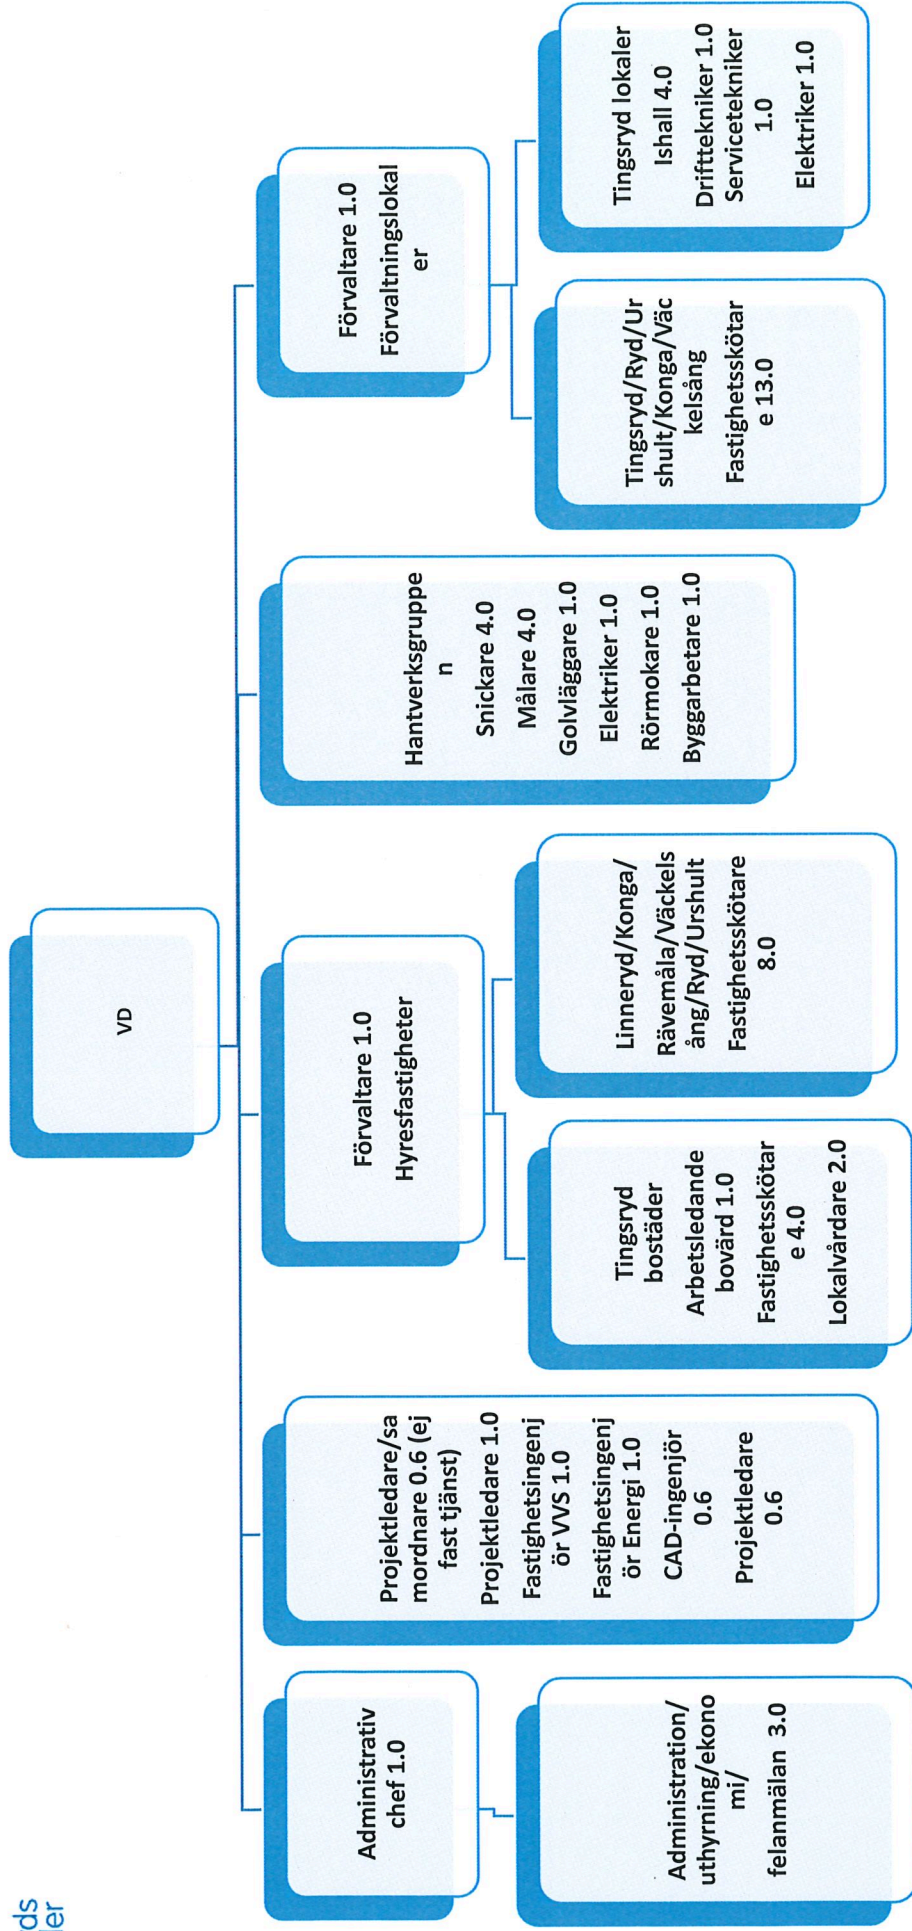 ds
ler
VD
Administrativ
chef 1.0
Administration/
uthyrning/ekono
mi/
felanmälan 3.0
Projektledare/sa
mordnare 0.6 (ej
fast tjänst)
Projektledare 1.0
Fastighetsingenj
ör VVS 1.0
Fastighetsingenj
ör Energi 1.0
CAD-ingenjör
0.6
Projektledare
0.6
Förvaltare 1.0
Hyresfastigheter
Tingsryd
bostäder
Arbetsledande
bovärd 1.0
Fastighetsskötar
e 4.0
Lokalvårdare 2.0
Linneryd/Konga/
Rävemåla/Väckels
ång/Ryd/Urshult
Fastighetsskötare
8.0
Hantverksgruppe
n
Snickare 4.0
Målare 4.0
Golvläggare 1.0
Elektriker 1.0
Rörmokare 1.0
Byggarbetare 1.0
Förvaltare 1.0
Förvaltningslokal
er
Tingsryd/Ryd/Ur
shult/Konga/Väc
kelsång
Fastighetsskötar
e 13.0
Tingsryd lokaler
Ishall 4.0
Drifttekniker 1.0
Servicetekniker
1.0
Elektriker 1.0